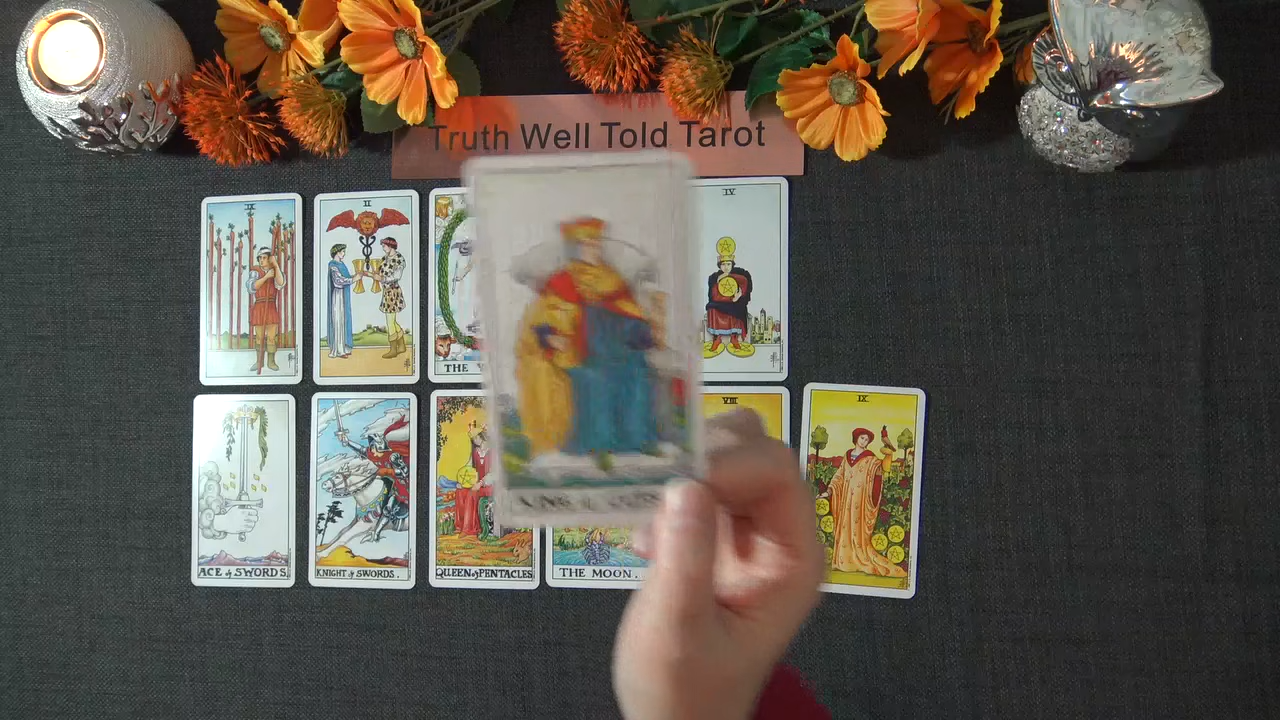 Truth Well Told Tarot
II
IV
THE
VIII
IX
ACE of SWORDS.
KNIGHT of SWORDS.
QUEEN of PENTACLES
THE MOON.